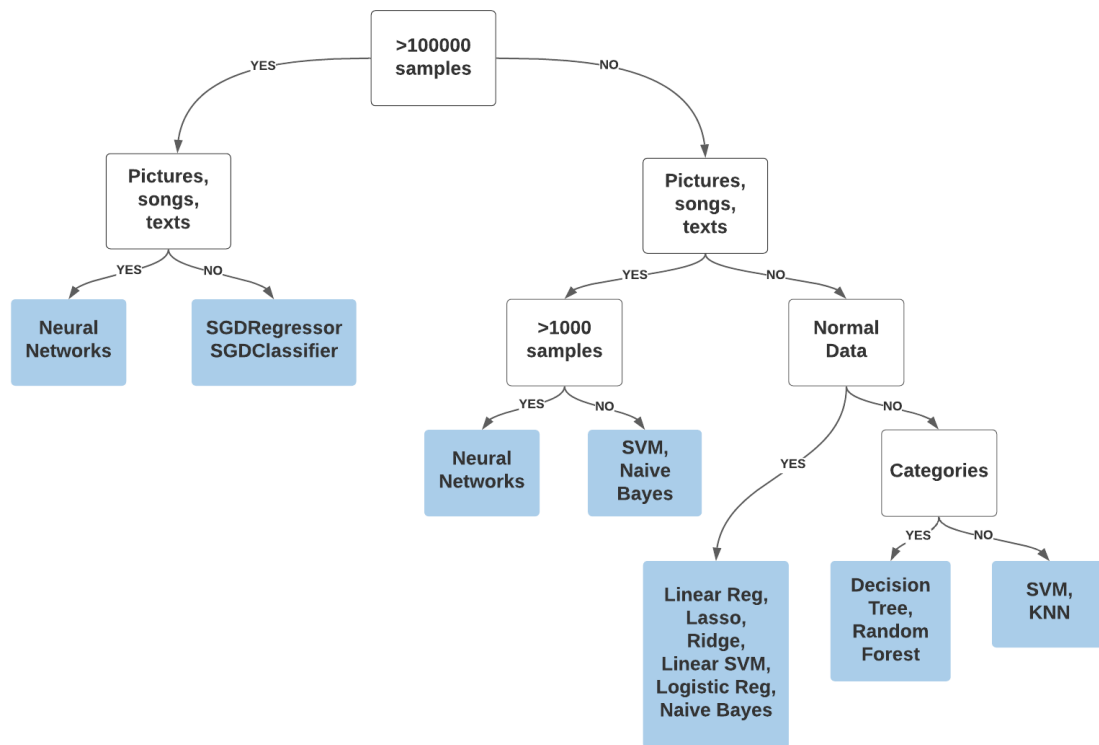 >100000
samples
YES
NO
Pictures,
songs,
texts
Pictures,
songs,
texts
YES
NO
YES
NO
Neural
Networks
SGDRegressor
SGDClassifier
>1000
samples
Normal
Data
YES
NO
YES
NO
Neural
Networks
SVM,
Naive
Bayes
Categories
YES
NO
Linear Reg,
Lasso,
Ridge,
Linear SVM,
Logistic Reg,
Naive Bayes
Decision
Tree,
Random
Forest
SVM,
KNN